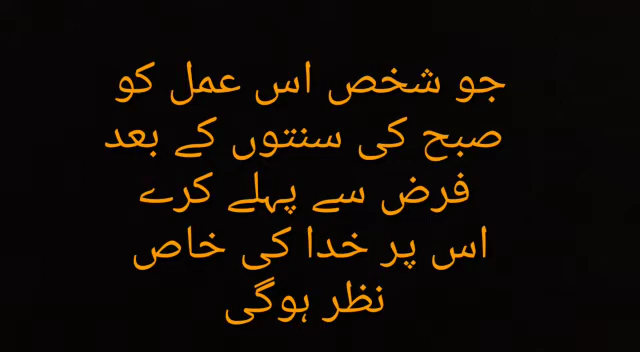 جو شخص اس عمل کو
صبح کی سنتوں کے بعد
فرض سے پہلے کرے
اس پر خدا کی خاص
نظر ہوگی